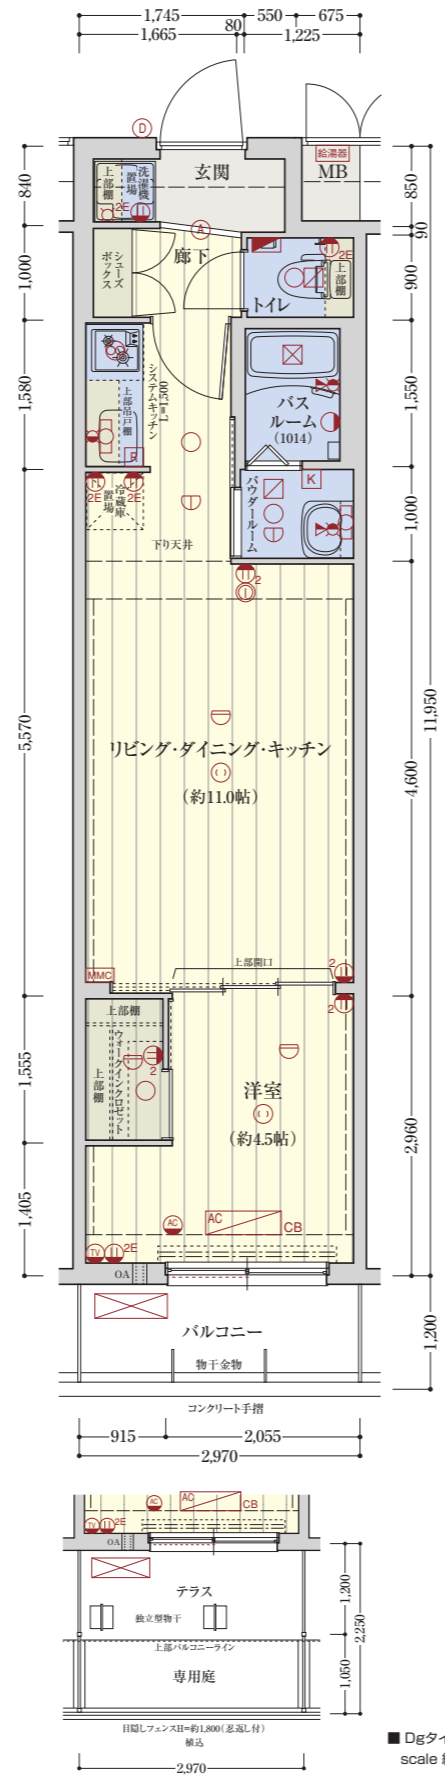 1,745
550
675
1,665
80
1,225
D
給湯器
MB
玄関
洗濯機
置場
上部棚
2E
A
廊下
シューズ
ボックス
トイレ
2E
上部棚
840
1,000
1,580
5,570
1,555
1,405
850
90
900
1,550
1,000
4,600
2,960
11,950
1,200
システムキッチン
L=1,500
上部吊戸棚
R
バス
ルーム
(1014)
K
パウダールーム
2E
2E
冷蔵庫
置場
下り天井
2
リビング・ダイニング・キッチン
(約11.0帖)
MMC
上部開口
2
2
上部棚
上部棚
ウォークインクロゼット
2
洋室
(約4.5帖)
AC
AC
CB
TV
2E
OA
バルコニー
物干金物
コンクリート手摺
915
2,055
2,970
AC
AC
CB
TV
2E
OA
テラス
独立型物干
上部バルコニーライン
専用庭
1,200
1,050
2,250
目隠しフェンスH=約1,800(忍返し付)
植込
2,970
■ Dgタイ
scale